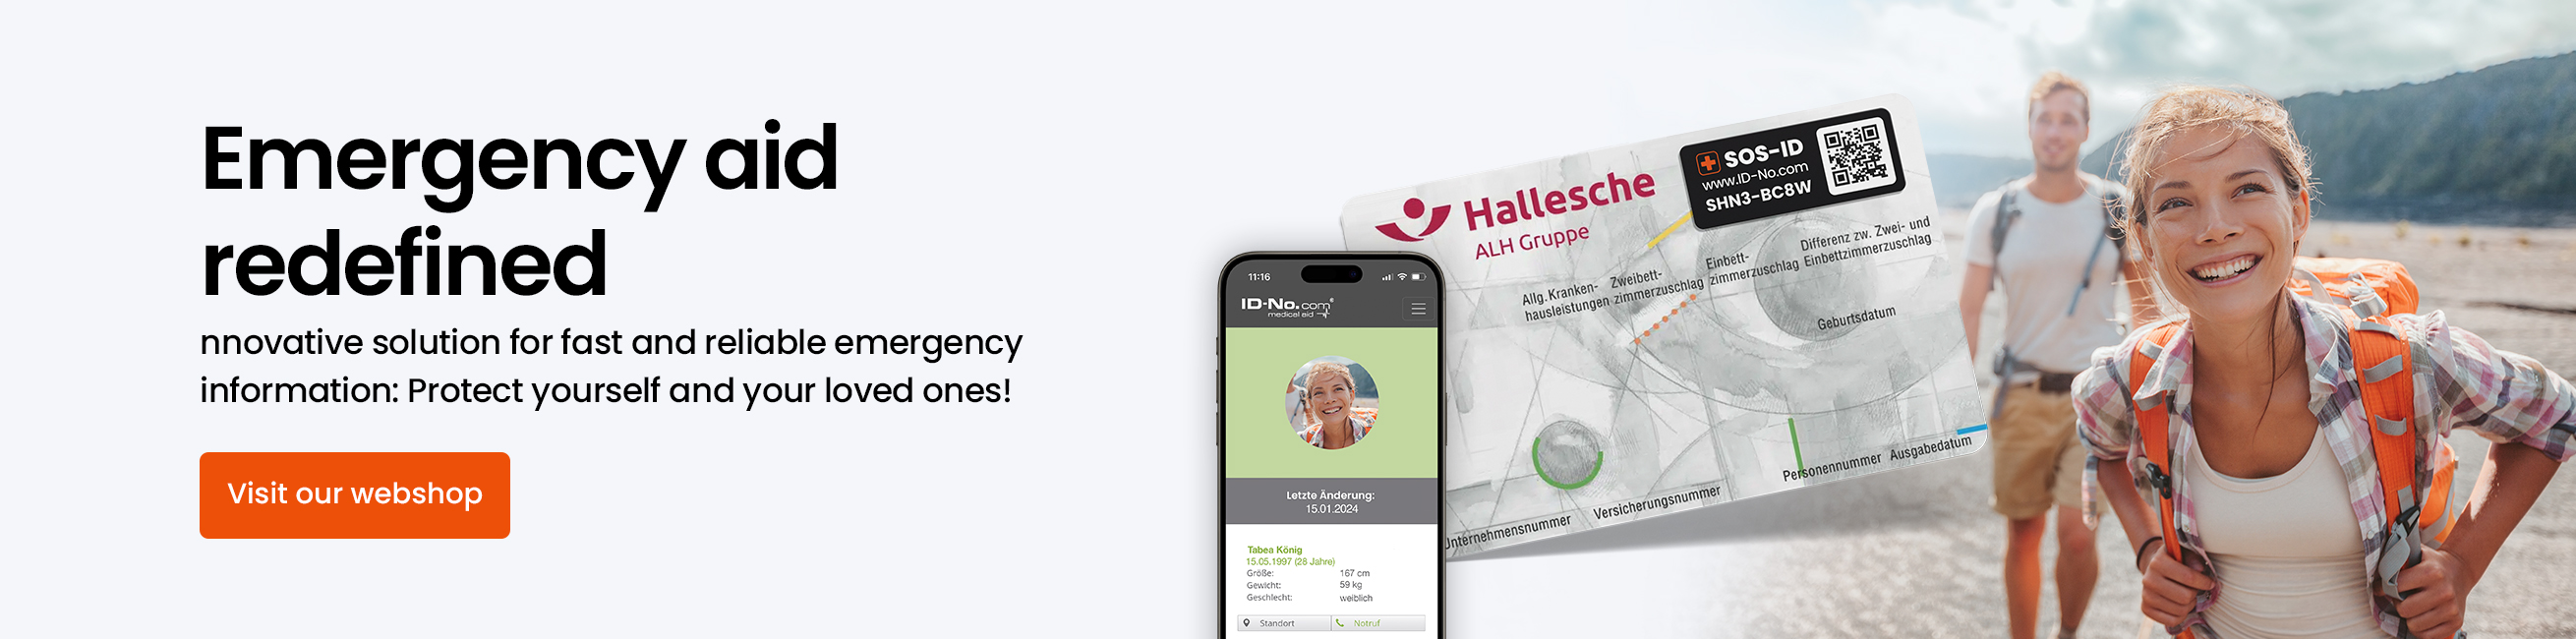 Emergency aid
redefined
nnovative solution for fast and reliable emergency
information: Protect yourself and your loved ones!
Visit our webshop
11:16
ID-No.com®
medical aid
Letzte Änderung:
15.01.2024
Tabea König
15.05.1997 (28 Jahre)
Größe: 167 cm
Gewicht: 59 kg
Geschlecht: weiblich
Standort
Notruf
Hallesche
ALH Gruppe
SOS-ID
www.ID-No.com
SHN3-BC8W
Allg. Kranken-
hausleistungen
Zweibett-
zimmerzuschlag
Einbett-
zimmerzuschlag
Differenz zw. Zwei- und
Einbettzimmerzuschlag
Geburtsdatum
Unternehmensnummer
Versicherungsnummer
Personennummer
Ausgabedatum